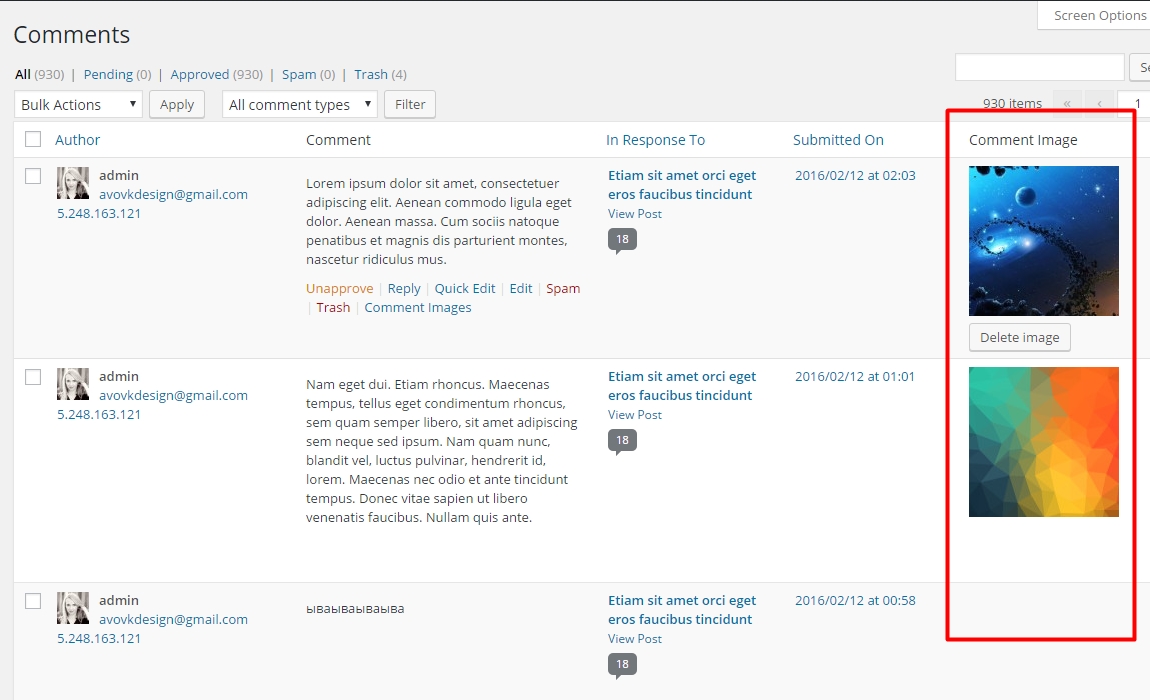 Screen Options
Comments
All (930) | Pending (0) | Approved (930) | Spam (0) | Trash (4)
Bulk Actions ▼ Apply All comment types ▼ Filter
930 items « ‹ 1
Author Comment In Response To Submitted On Comment Image
admin
avovkdesign@gmail.com
5.248.163.121
Lorem ipsum dolor sit amet, consectetuer
adipiscing elit. Aenean commodo ligula eget
dolor. Aenean massa. Cum sociis natoque
penatibus et magnis dis parturient montes,
nascetur ridiculus mus.
Unapprove | Reply | Quick Edit | Edit | Spam
| Trash | Comment Images
Etiam sit amet orci eget
eros faucibus tincidunt
View Post
18
2016/02/12 at 02:03
Delete image
admin
avovkdesign@gmail.com
5.248.163.121
Nam eget dui. Etiam rhoncus. Maecenas
tempus, tellus eget condimentum rhoncus,
sem quam semper libero, sit amet adipiscing
sem neque sed ipsum. Nam quam nunc,
blandit vel, luctus pulvinar, hendrerit id,
lorem. Maecenas nec odio et ante tincidunt
tempus. Donec vitae sapien ut libero
venenatis faucibus. Nullam quis ante.
Etiam sit amet orci eget
eros faucibus tincidunt
View Post
18
2016/02/12 at 01:01
admin
avovkdesign@gmail.com
5.248.163.121
ываываываыва
Etiam sit amet orci eget
eros faucibus tincidunt
View Post
18
2016/02/12 at 00:58